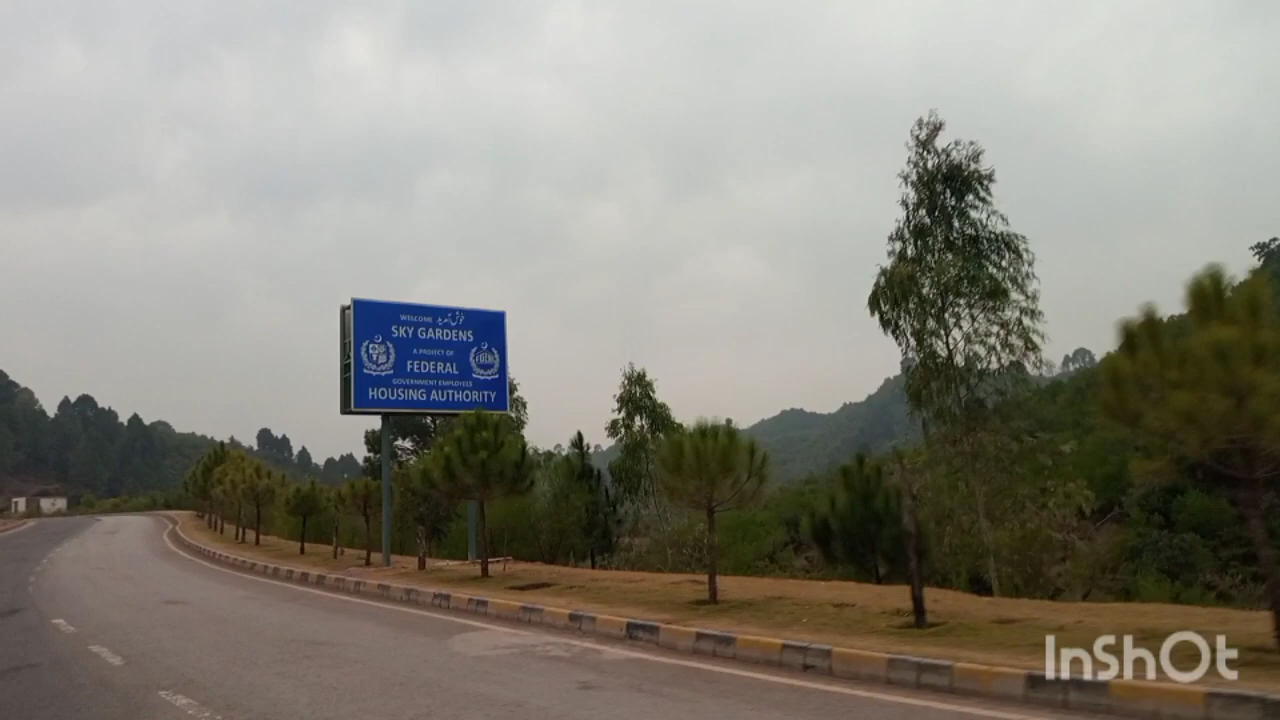 WELCOME خوش آمدید
SKY GARDENS
A PROJECT OF
FEDERAL
GOVERNMENT EMPLOYEES
HOUSING AUTHORITY
InShOt